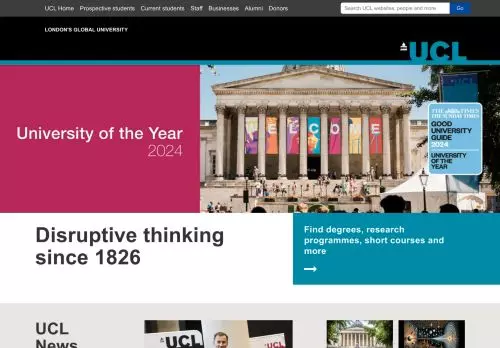 UCL Home Prospective students Current students Staff Businesses Alumni Donors
Search UCL websites, people and more
Go
LONDON'S GLOBAL UNIVERSITY
UCL
University of the Year
2024
WELCOME
THE TIMES
THE SUNDAY TIMES
GOOD
UNIVERSITY
GUIDE
2024
UNIVERSITY
OF THE
YEAR
Disruptive thinking
since 1826
Find degrees, research
programmes, short courses and
more
UCL
News
UCL
UCL